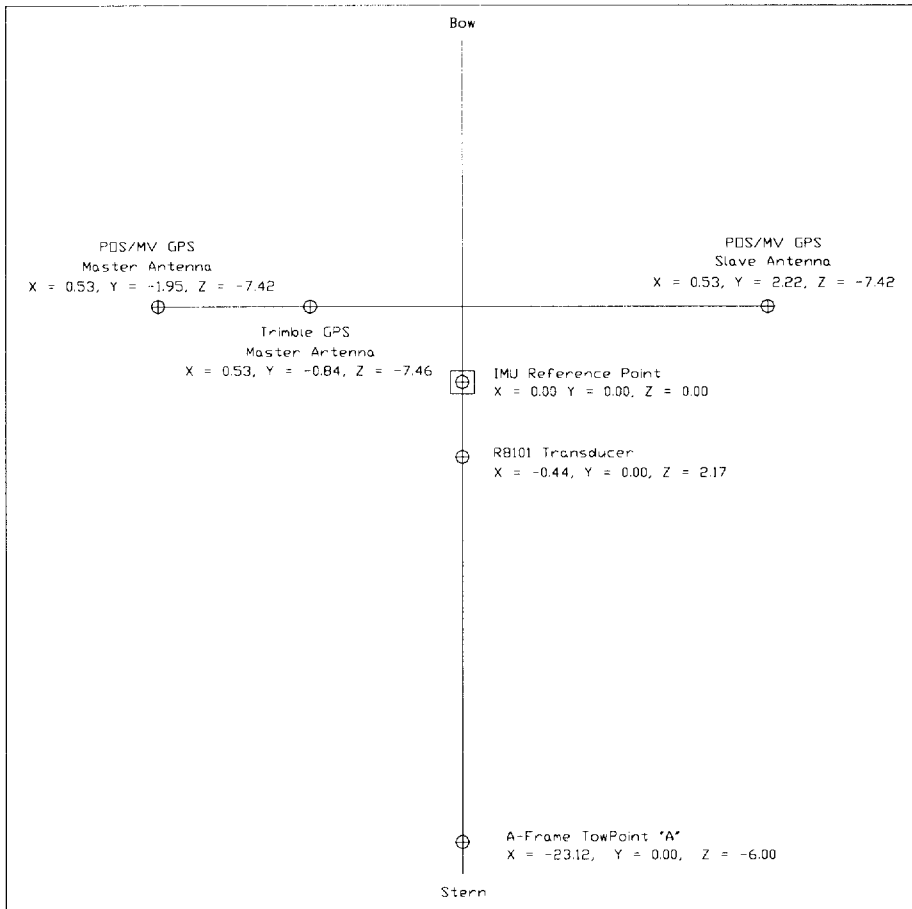 Bow
POS/MV GPS
Master Antenna
X = 0.53, Y = -1.95, Z = -7.42
POS/MV GPS
Slave Antenna
X = 0.53, Y = 2.22, Z = -7.42
Trimble GPS
Master Antenna
X = 0.53, Y = -0.84, Z = -7.46
IMU Reference Point
X = 0.00 Y = 0.00, Z = 0.00
R8101 Transducer
X = -0.44, Y = 0.00, Z = 2.17
A-Frame TowPoint "A"
X = -23.12, Y = 0.00, Z = -6.00
Stern